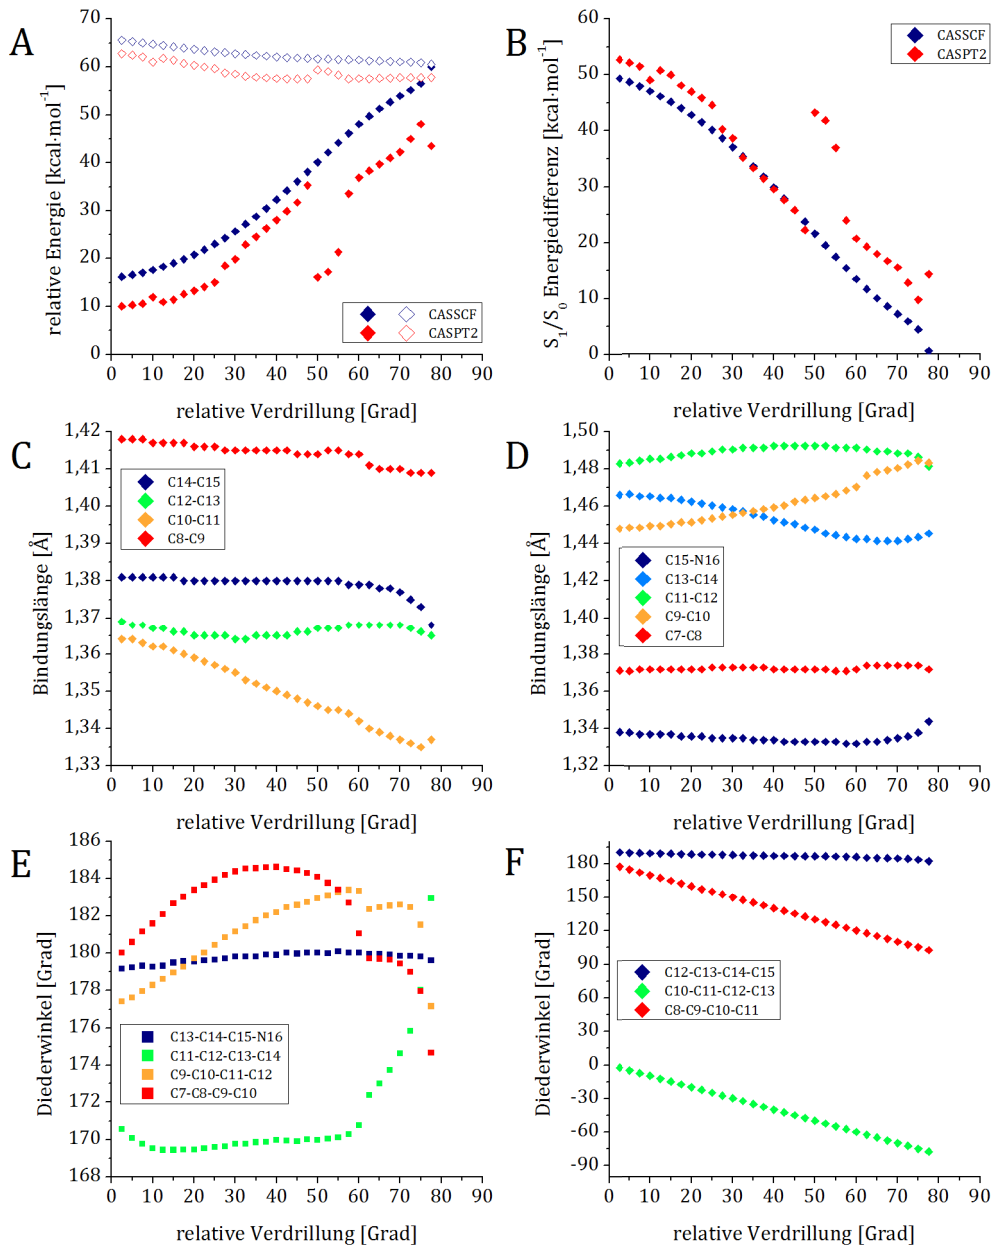 A
relative Energie [kcal·mol⁻¹]
70
60
50
40
30
20
10
0
CASSCF
CASPT2
0 10 20 30 40 50 60 70 80 90
relative Verdrillung [Grad]
B
S₁/S₀ Energiedifferenz [kcal·mol⁻¹]
60
50
40
30
20
10
0
CASSCF
CASPT2
0 10 20 30 40 50 60 70 80 90
relative Verdrillung [Grad]
C
Bindungslänge [Å]
1,42
1,41
1,40
1,39
1,38
1,37
1,36
1,35
1,34
1,33
C14-C15
C12-C13
C10-C11
C8-C9
0 10 20 30 40 50 60 70 80 90
relative Verdrillung [Grad]
D
Bindungslänge [Å]
1,50
1,48
1,46
1,44
1,42
1,40
1,38
1,36
1,34
1,32
C15-N16
C13-C14
C11-C12
C9-C10
C7-C8
0 10 20 30 40 50 60 70 80 90
relative Verdrillung [Grad]
E
Diederwinkel [Grad]
186
184
182
180
178
176
174
172
170
168
C13-C14-C15-N16
C11-C12-C13-C14
C9-C10-C11-C12
C7-C8-C9-C10
0 10 20 30 40 50 60 70 80 90
relative Verdrillung [Grad]
F
Diederwinkel [Grad]
180
150
120
90
60
30
0
-30
-60
-90
C12-C13-C14-C15
C10-C11-C12-C13
C8-C9-C10-C11
0 10 20 30 40 50 60 70 80 90
relative Verdrillung [Grad]